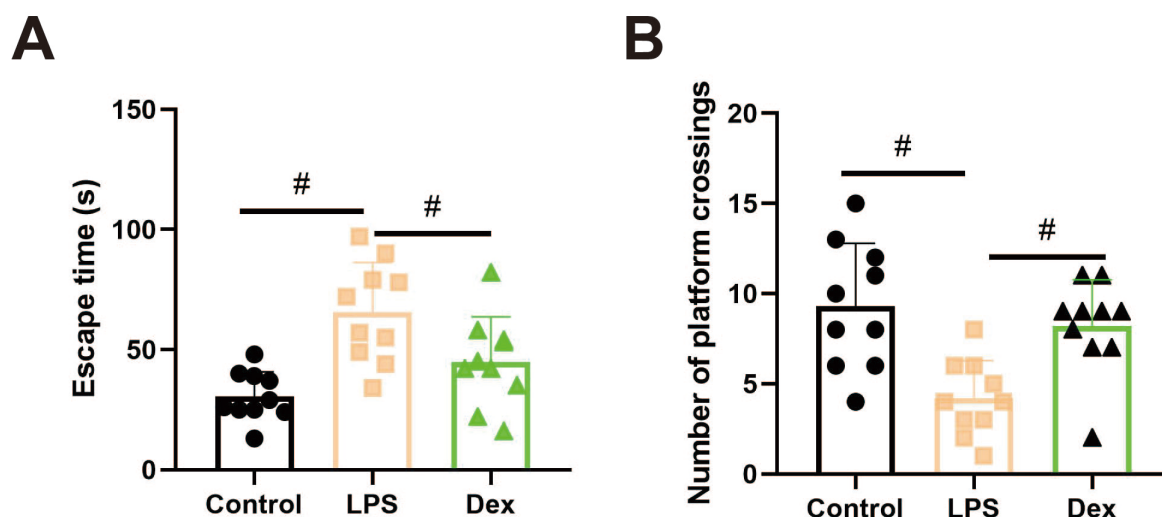 A
Escape time (s)
150
100
50
0
#
#
Control LPS Dex
B
Number of platform crossings
20
15
10
5
0
#
#
Control LPS Dex